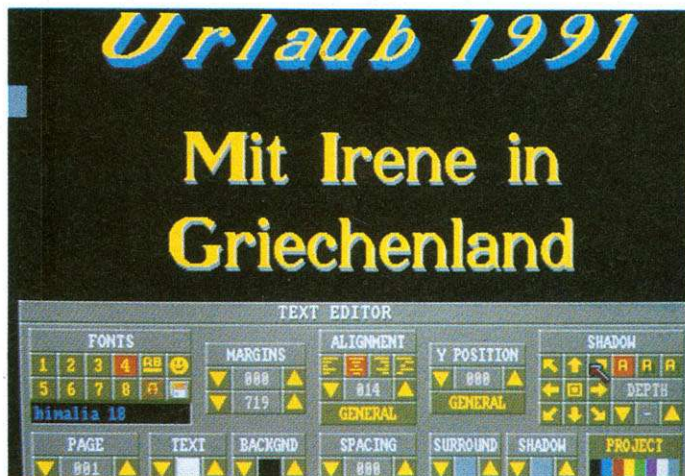 Urlaub 1991
Mit Irene in
Griechenland
TEXT EDITOR
FONTS
MARGINS
ALIGNMENT
Y POSITION
SHADOW
1 2 3 4 AB
5 6 7 8 A
himalia 18
000
719
014
GENERAL
000
GENERAL
A A A
DEPTH
-
PAGE
TEXT
BACKGND
SPACING
SURROUND
SHADOW
PROJECT
001
000